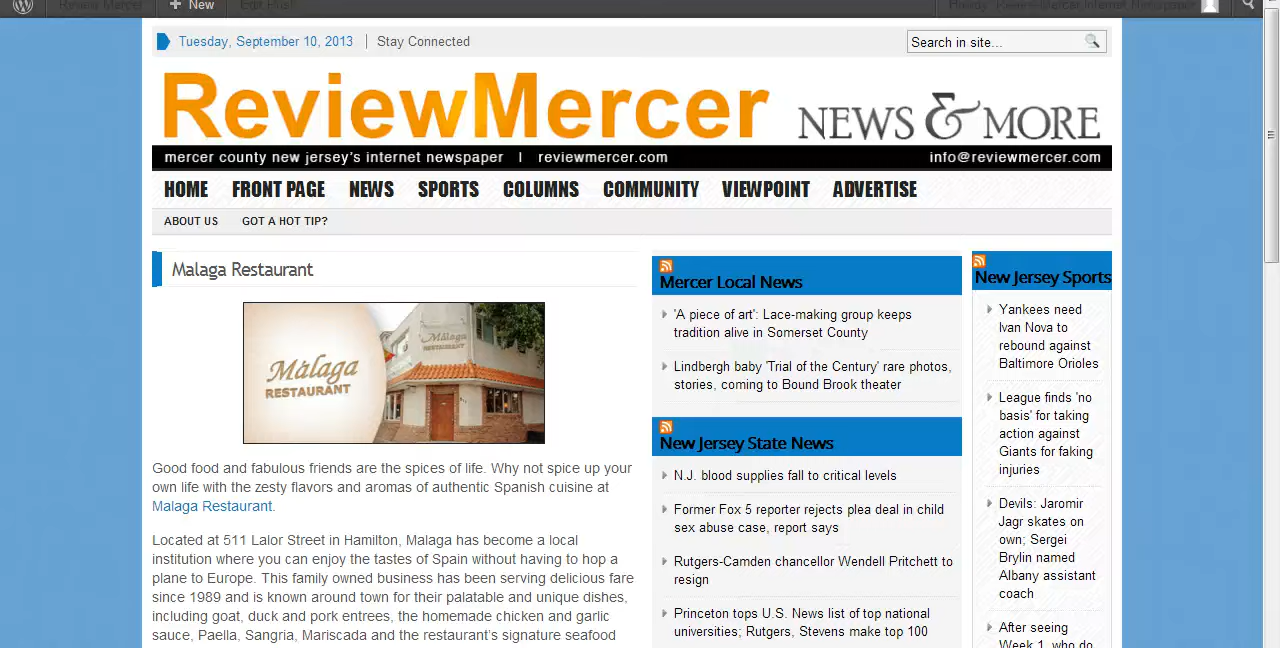 Review Mercer
New
Edit Post
Tuesday, September 10, 2013 | Stay Connected
Search in site...
ReviewMercer NEWS & MORE
mercer county new jersey's internet newspaper | reviewmercer.com
info@reviewmercer.com
HOME FRONT PAGE NEWS SPORTS COLUMNS COMMUNITY VIEWPOINT ADVERTISE
ABOUT US GOT A HOT TIP?
Malaga Restaurant
Málaga
RESTAURANT
Málaga
RESTAURANT
Good food and fabulous friends are the spices of life. Why not spice up your
own life with the zesty flavors and aromas of authentic Spanish cuisine at
Malaga Restaurant.
Located at 511 Lalor Street in Hamilton, Malaga has become a local
institution where you can enjoy the tastes of Spain without having to hop a
plane to Europe. This family owned business has been serving delicious fare
since 1989 and is known around town for their palatable and unique dishes,
including goat, duck and pork entrees, the homemade chicken and garlic
sauce, Paella, Sangria, Mariscada and the restaurant's signature seafood
Mercer Local News
'A piece of art': Lace-making group keeps
tradition alive in Somerset County
Lindbergh baby 'Trial of the Century' rare photos,
stories, coming to Bound Brook theater
New Jersey State News
N.J. blood supplies fall to critical levels
Former Fox 5 reporter rejects plea deal in child
sex abuse case, report says
Rutgers-Camden chancellor Wendell Pritchett to
resign
Princeton tops U.S. News list of top national
universities; Rutgers, Stevens make top 100
New Jersey Sports
Yankees need
Ivan Nova to
rebound against
Baltimore Orioles
League finds 'no
basis' for taking
action against
Giants for faking
injuries
Devils: Jaromir
Jagr skates on
own; Sergei
Brylin named
Albany assistant
coach
After seeing
Week 1, who do